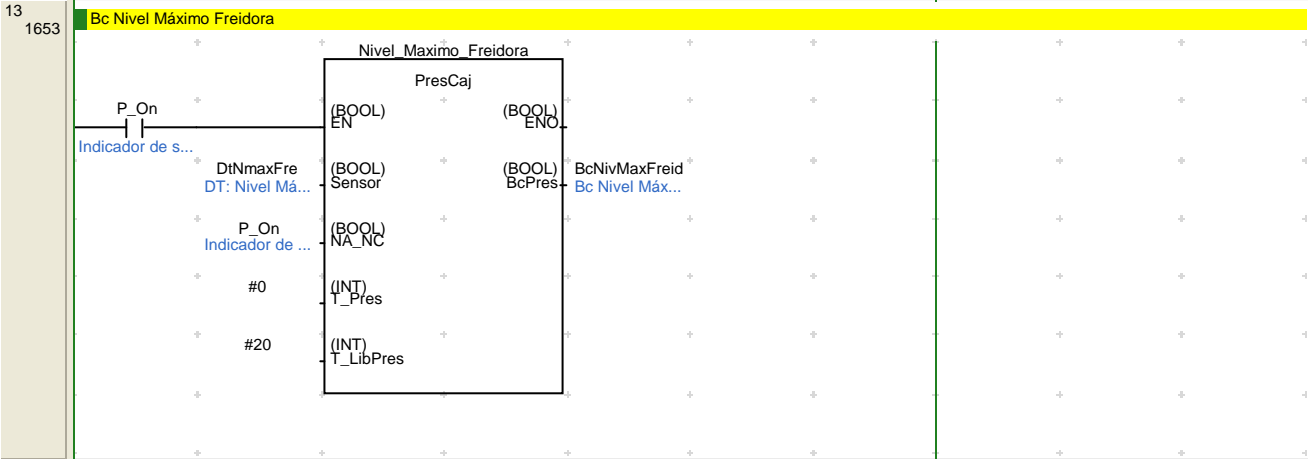 13
1653
Bc Nivel Máximo Freidora
Nivel_Maximo_Freidora
PresCaj
P_On
Indicador de s...
(BOOL)
EN
(BOOL)
ENO
DtNmaxFre
DT: Nivel Má...
(BOOL)
Sensor
(BOOL)
BcPres
BcNivMaxFreid
Bc Nivel Máx...
P_On
Indicador de ...
(BOOL)
NA_NC
#0
(INT)
T_Pres
#20
(INT)
T_LibPres